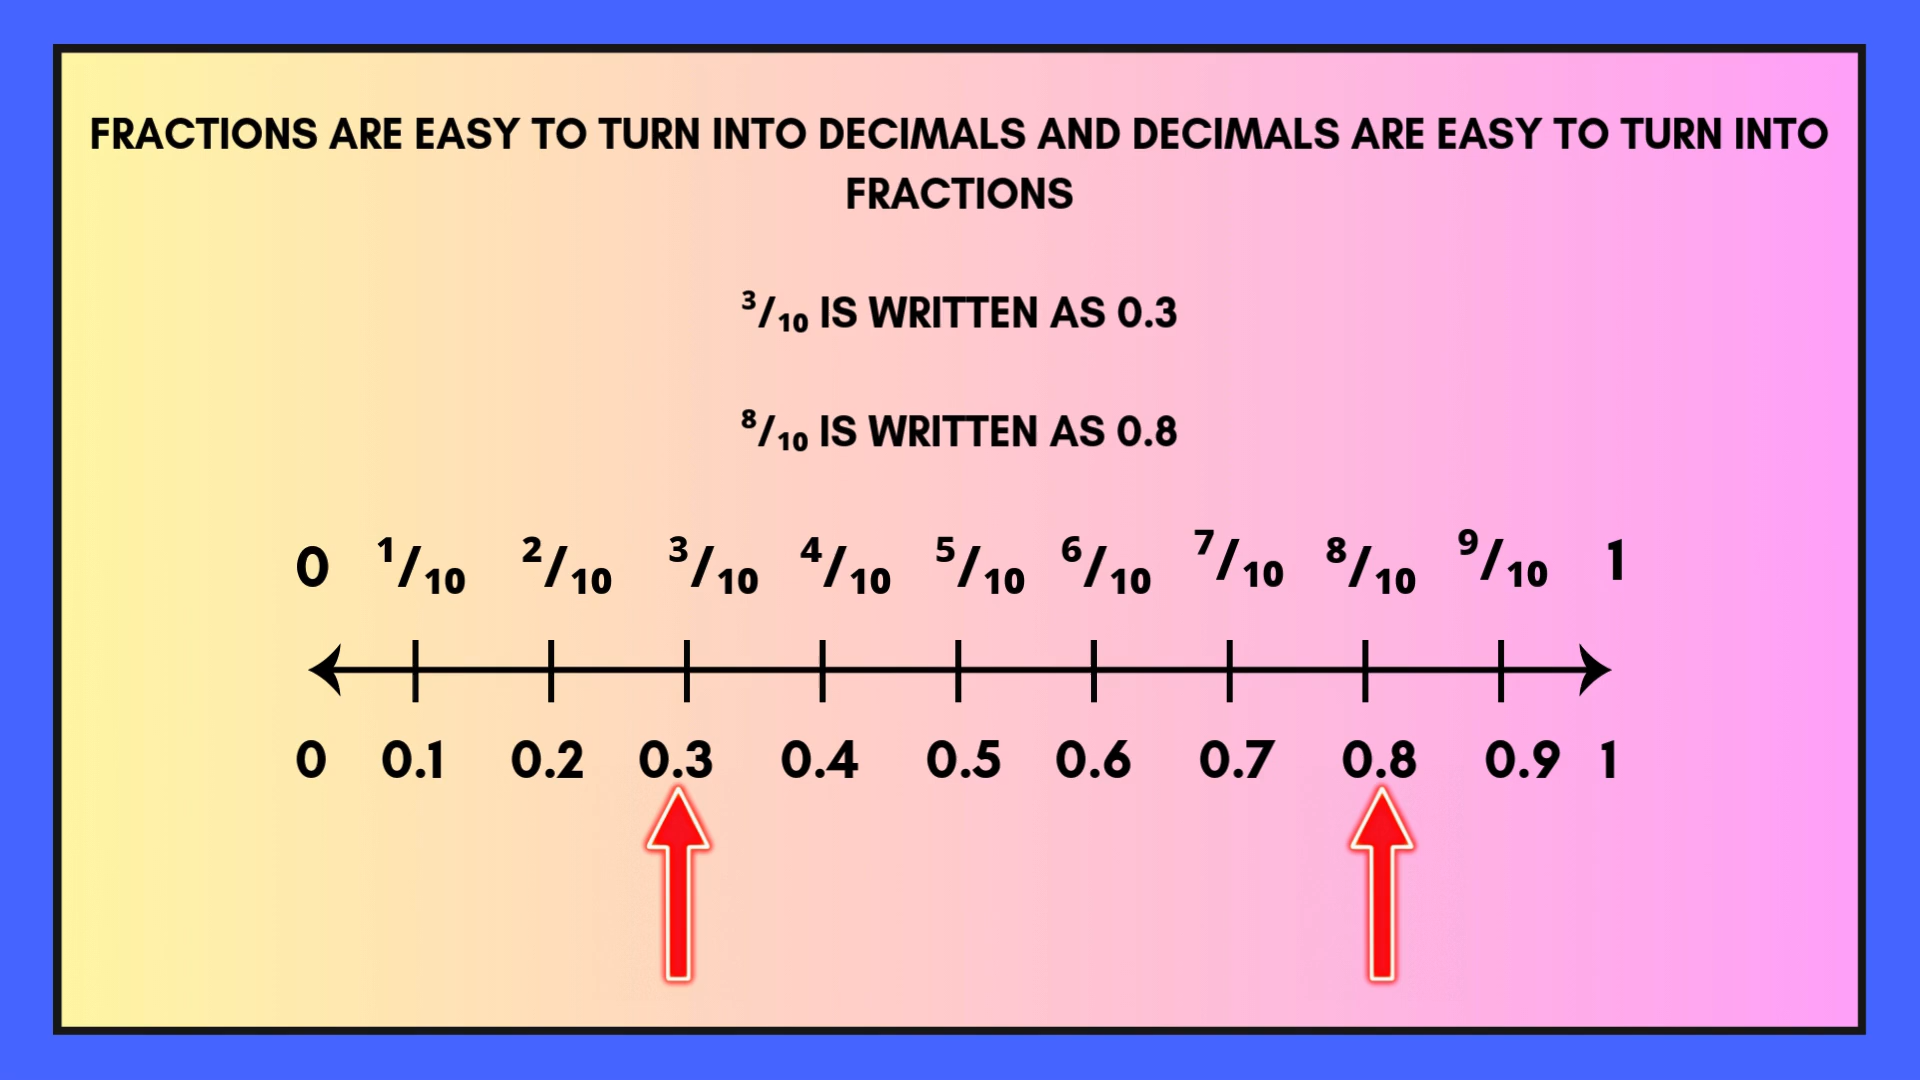 FRACTIONS ARE EASY TO TURN INTO DECIMALS AND DECIMALS ARE EASY TO TURN INTO
FRACTIONS
³/₁₀ IS WRITTEN AS 0.3
⁸/₁₀ IS WRITTEN AS 0.8
0 ¹/₁₀ ²/₁₀ ³/₁₀ ⁴/₁₀ ⁵/₁₀ ⁶/₁₀ ⁷/₁₀ ⁸/₁₀ ⁹/₁₀ 1
0 0.1 0.2 0.3 0.4 0.5 0.6 0.7 0.8 0.9 1